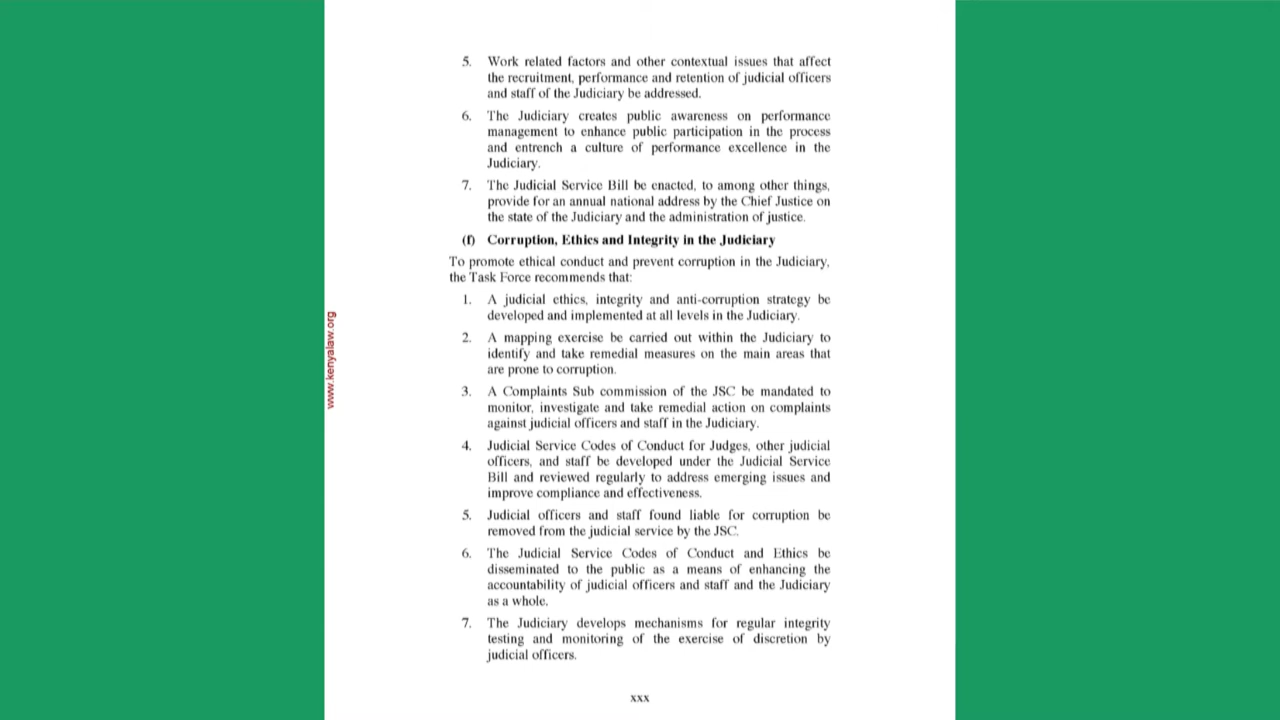 5. Work related factors and other contextual issues that affect
the recruitment, performance and retention of judicial officers
and staff of the Judiciary be addressed.
6. The Judiciary creates public awareness on performance
management to enhance public participation in the process
and entrench a culture of performance excellence in the
Judiciary.
7. The Judicial Service Bill be enacted, to among other things,
provide for an annual national address by the Chief Justice on
the state of the Judiciary and the administration of justice.
(f) Corruption, Ethics and Integrity in the Judiciary
To promote ethical conduct and prevent corruption in the Judiciary,
the Task Force recommends that:
1. A judicial ethics, integrity and anti-corruption strategy be
developed and implemented at all levels in the Judiciary.
2. A mapping exercise be carried out within the Judiciary to
identify and take remedial measures on the main areas that
are prone to corruption.
3. A Complaints Sub commission of the JSC be mandated to
monitor, investigate and take remedial action on complaints
against judicial officers and staff in the Judiciary.
4. Judicial Service Codes of Conduct for Judges, other judicial
officers, and staff be developed under the Judicial Service
Bill and reviewed regularly to address emerging issues and
improve compliance and effectiveness.
5. Judicial officers and staff found liable for corruption be
removed from the judicial service by the JSC.
6. The Judicial Service Codes of Conduct and Ethics be
disseminated to the public as a means of enhancing the
accountability of judicial officers and staff and the Judiciary
as a whole.
7. The Judiciary develops mechanisms for regular integrity
testing and monitoring of the exercise of discretion by
judicial officers.
www.kenyalaw.org
xxx